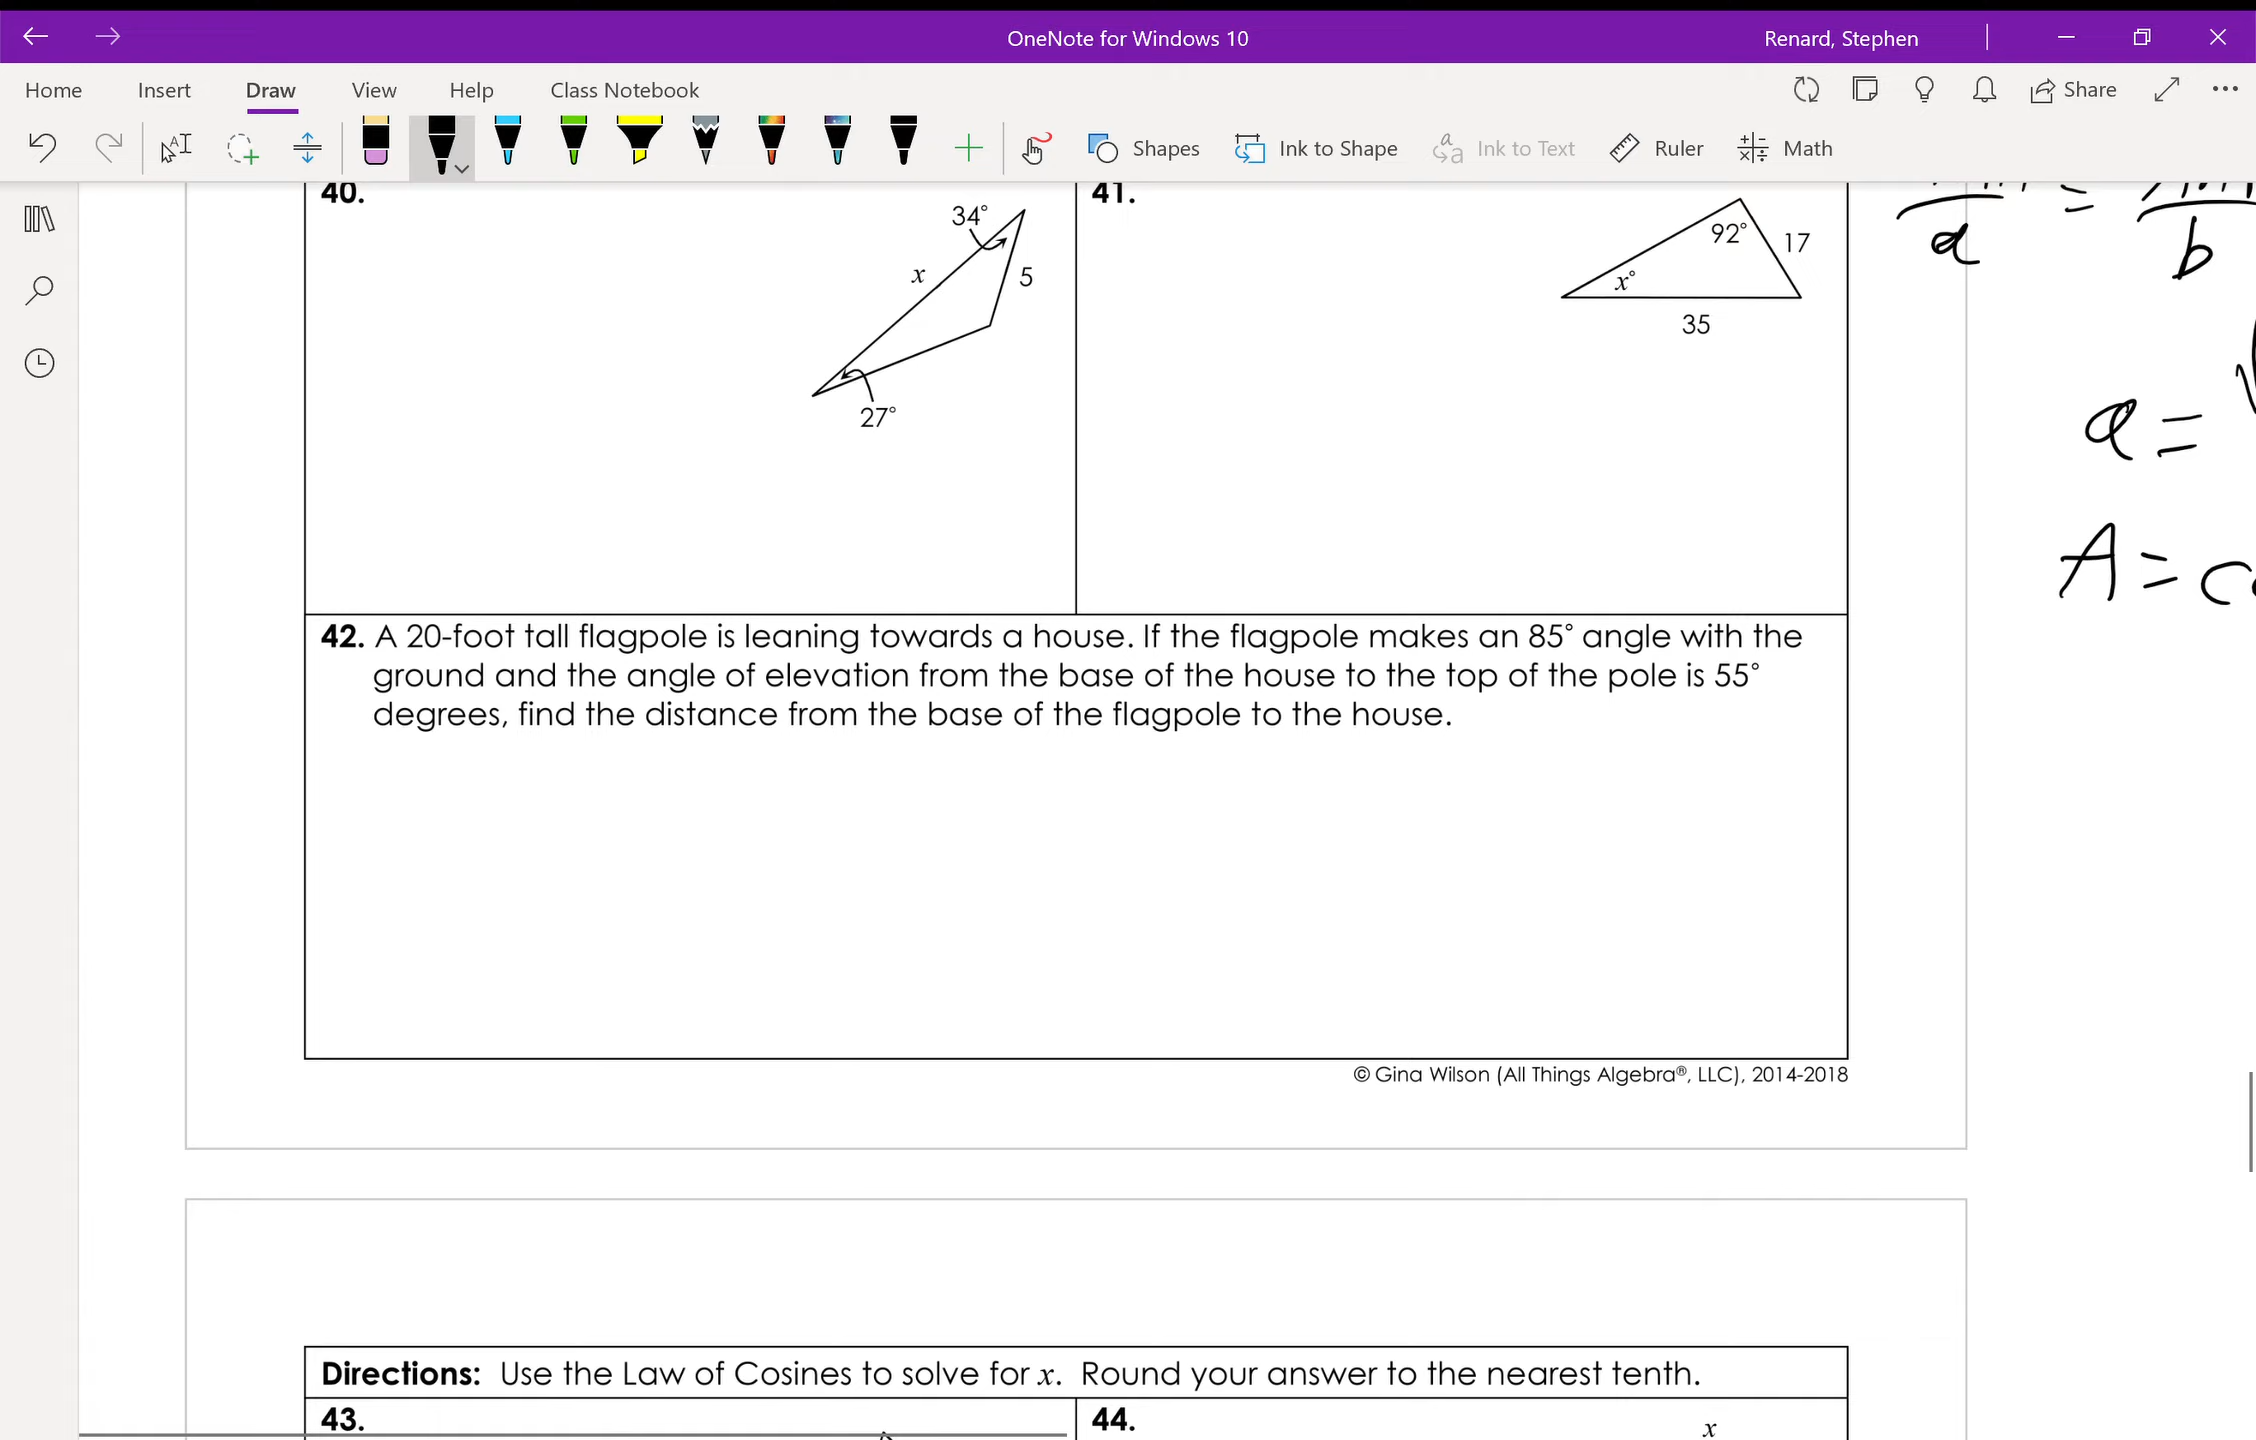 OneNote for Windows 10
Renard, Stephen
Home Insert Draw View Help Class Notebook
Share
Shapes Ink to Shape Ink to Text Ruler Math
40.
34°
x
5
27°
41.
92°
17
x°
35
a = b
a =
A =
42. A 20-foot tall flagpole is leaning towards a house. If the flagpole makes an 85° angle with the
ground and the angle of elevation from the base of the house to the top of the pole is 55°
degrees, find the distance from the base of the flagpole to the house.
© Gina Wilson (All Things Algebra®, LLC), 2014-2018
Directions: Use the Law of Cosines to solve for x. Round your answer to the nearest tenth.
43.
44.
x